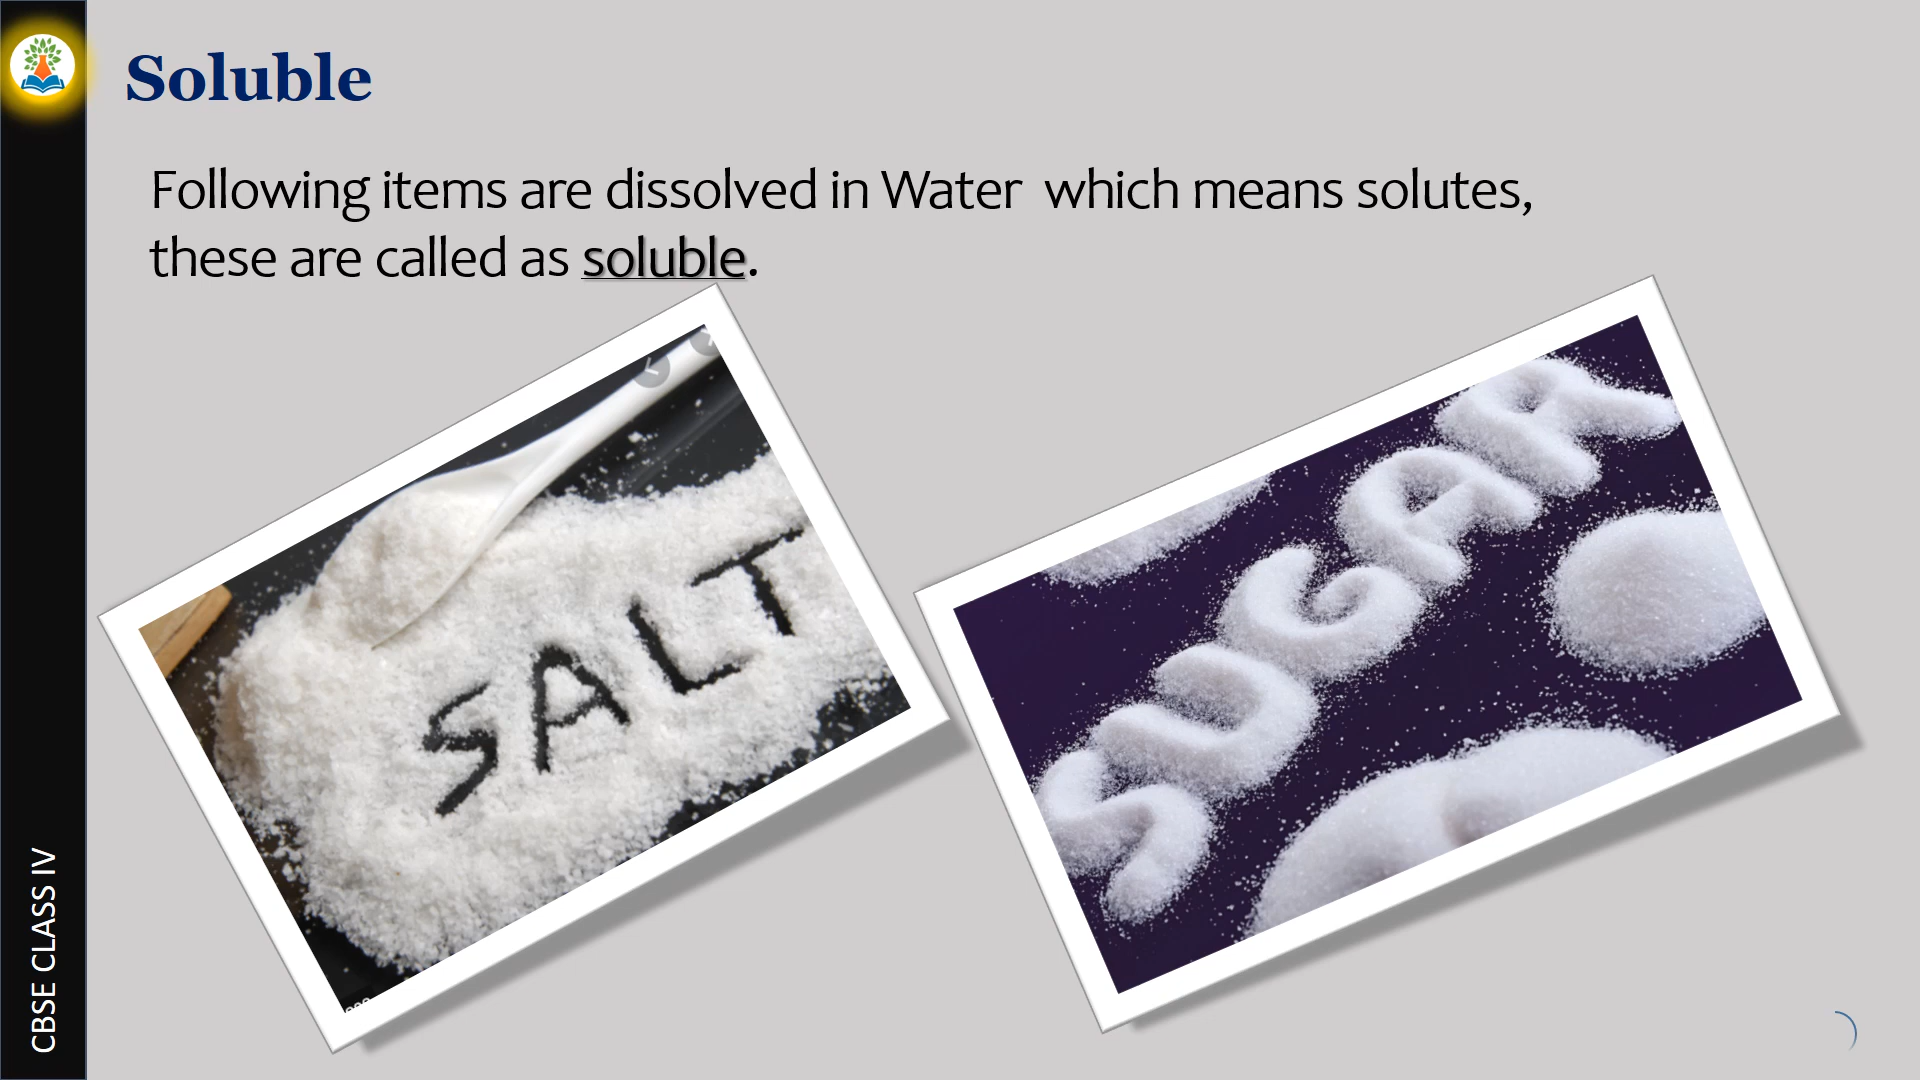 Soluble
Following items are dissolved in Water  which means solutes,
these are called as soluble.
SALT
SUGAR
CBSE CLASS IV